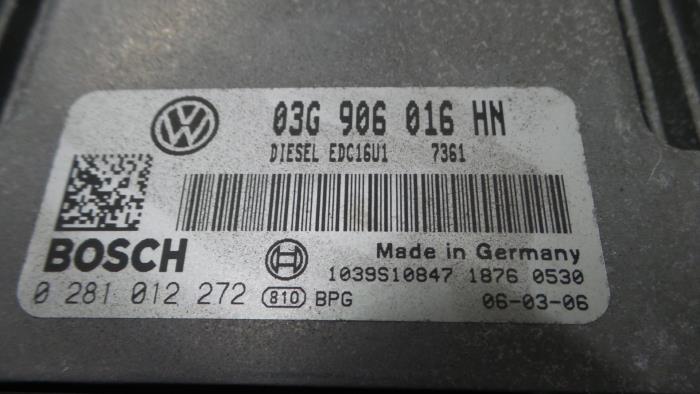 03G 906 016 HN
DIESEL EDC16U1 7361
BOSCH
Made in Germany
1039S10847 1876 0530
0 281 012 272 810 BPG 06-03-06